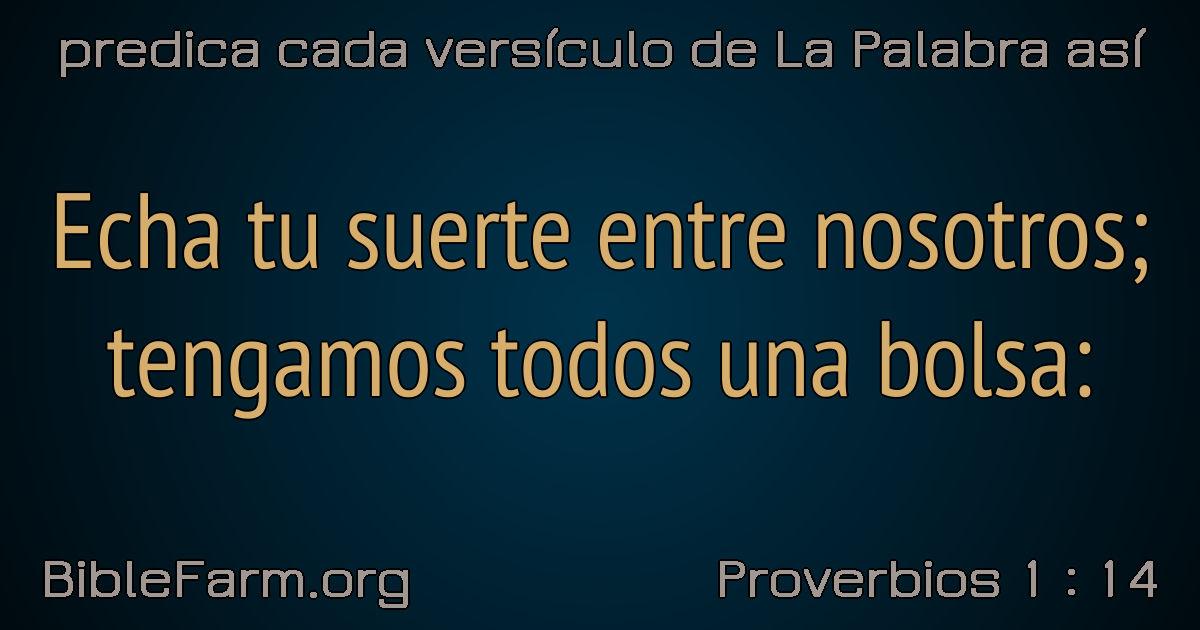 predica cada versículo de La Palabra así
Echa tu suerte entre nosotros;
tengamos todos una bolsa:
BibleFarm.org
Proverbios 1 : 14